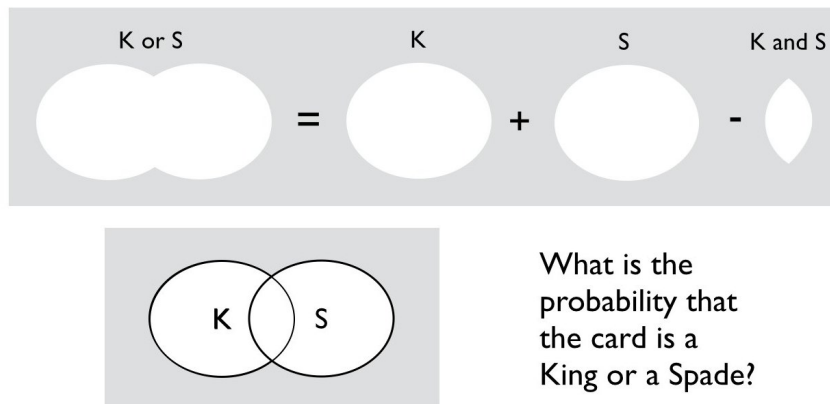 K or S
K
S
K and S
=
+
-
K
S
What is the
probability that
the card is a
King or a Spade?